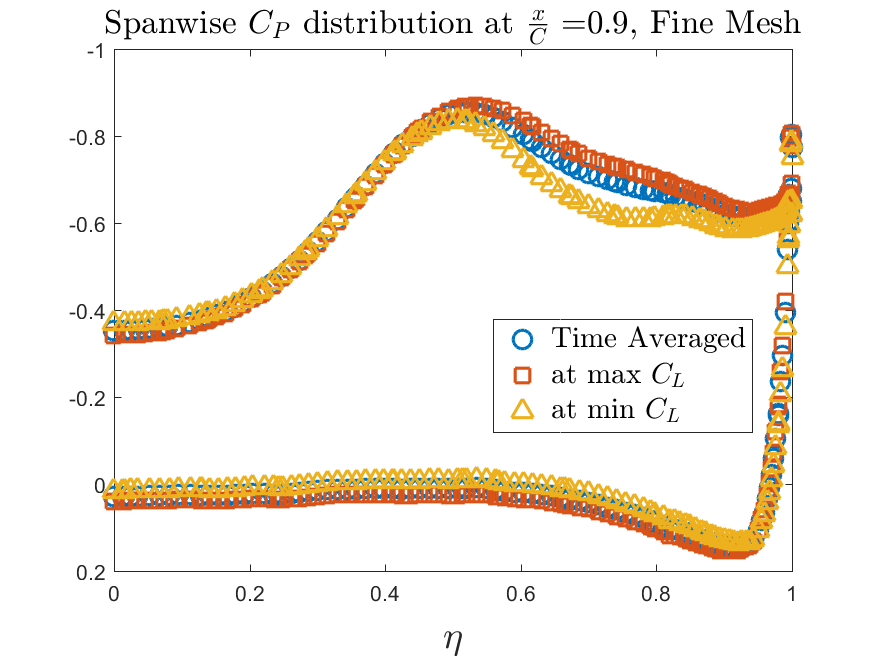 Spanwise C_P distribution at x/C =0.9, Fine Mesh
-1
-0.8
-0.6
-0.4
-0.2
0
0.2
Time Averaged
at max C_L
at min C_L
0 0.2 0.4 0.6 0.8 1
η